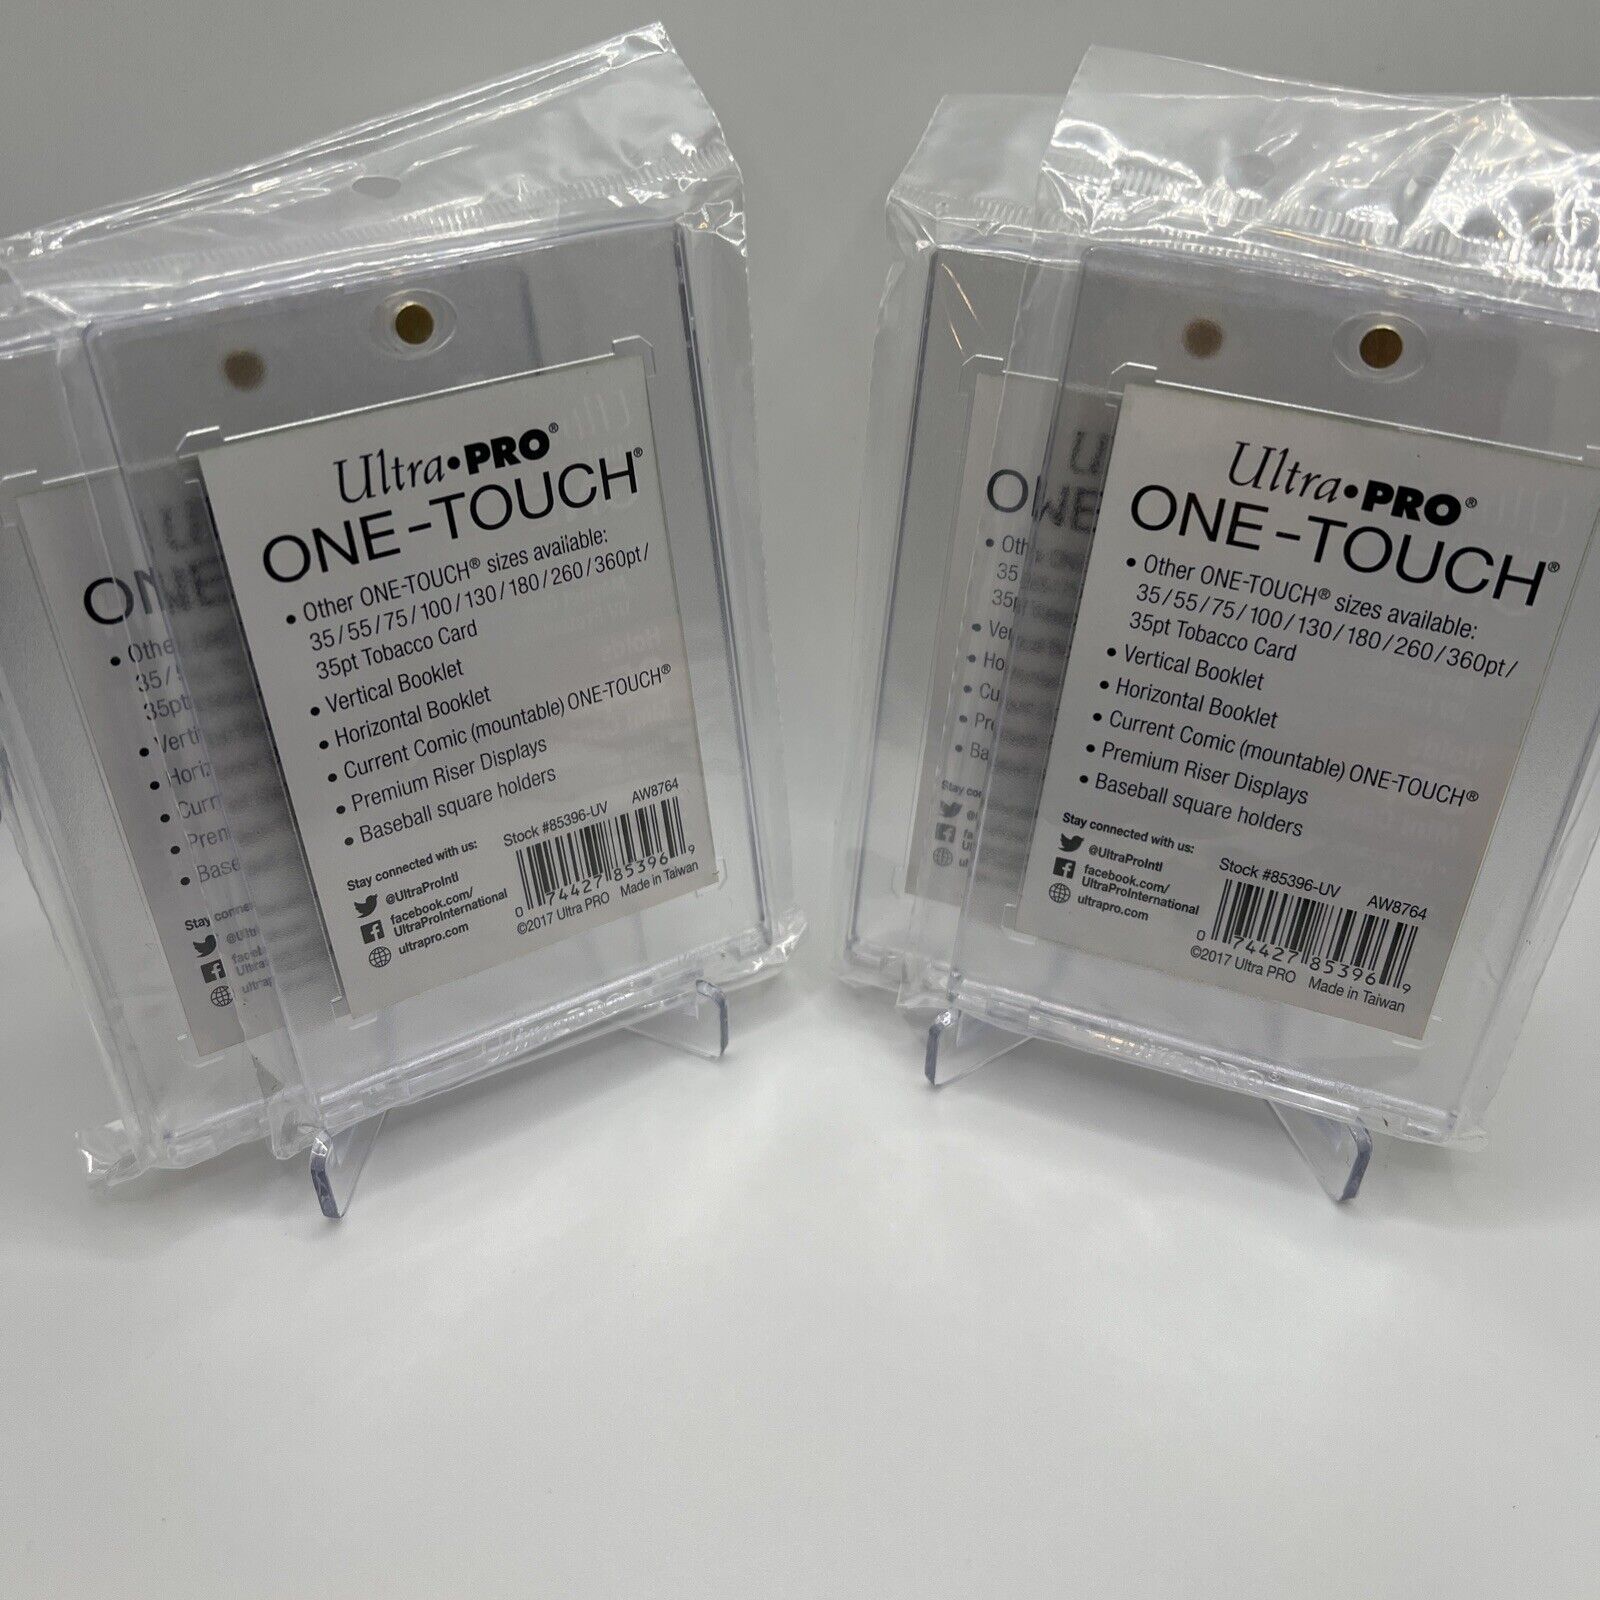 Ultra•PRO®
ONE-TOUCH®
• Other ONE-TOUCH® sizes available:
35/55/75/100/130/180/260/360pt/
35pt Tobacco Card
• Vertical Booklet
• Horizontal Booklet
• Current Comic (mountable) ONE-TOUCH®
• Premium Riser Displays
• Baseball square holders
Stay connected with us:
@UltraProIntl
facebook.com/
UltraProInternational
ultrapro.com
Stock #85396-UV AW8764
0 74427 85396 9
©2017 Ultra PRO Made in Taiwan
Ultra•PRO®
ONE-TOUCH®
• Other ONE-TOUCH® sizes available:
35/55/75/100/130/180/260/360pt/
35pt Tobacco Card
• Vertical Booklet
• Horizontal Booklet
• Current Comic (mountable) ONE-TOUCH®
• Premium Riser Displays
• Baseball square holders
Stay connected with us:
@UltraProIntl
facebook.com/
UltraProInternational
ultrapro.com
Stock #85396-UV AW8764
0 74427 85396 9
©2017 Ultra PRO Made in Taiwan